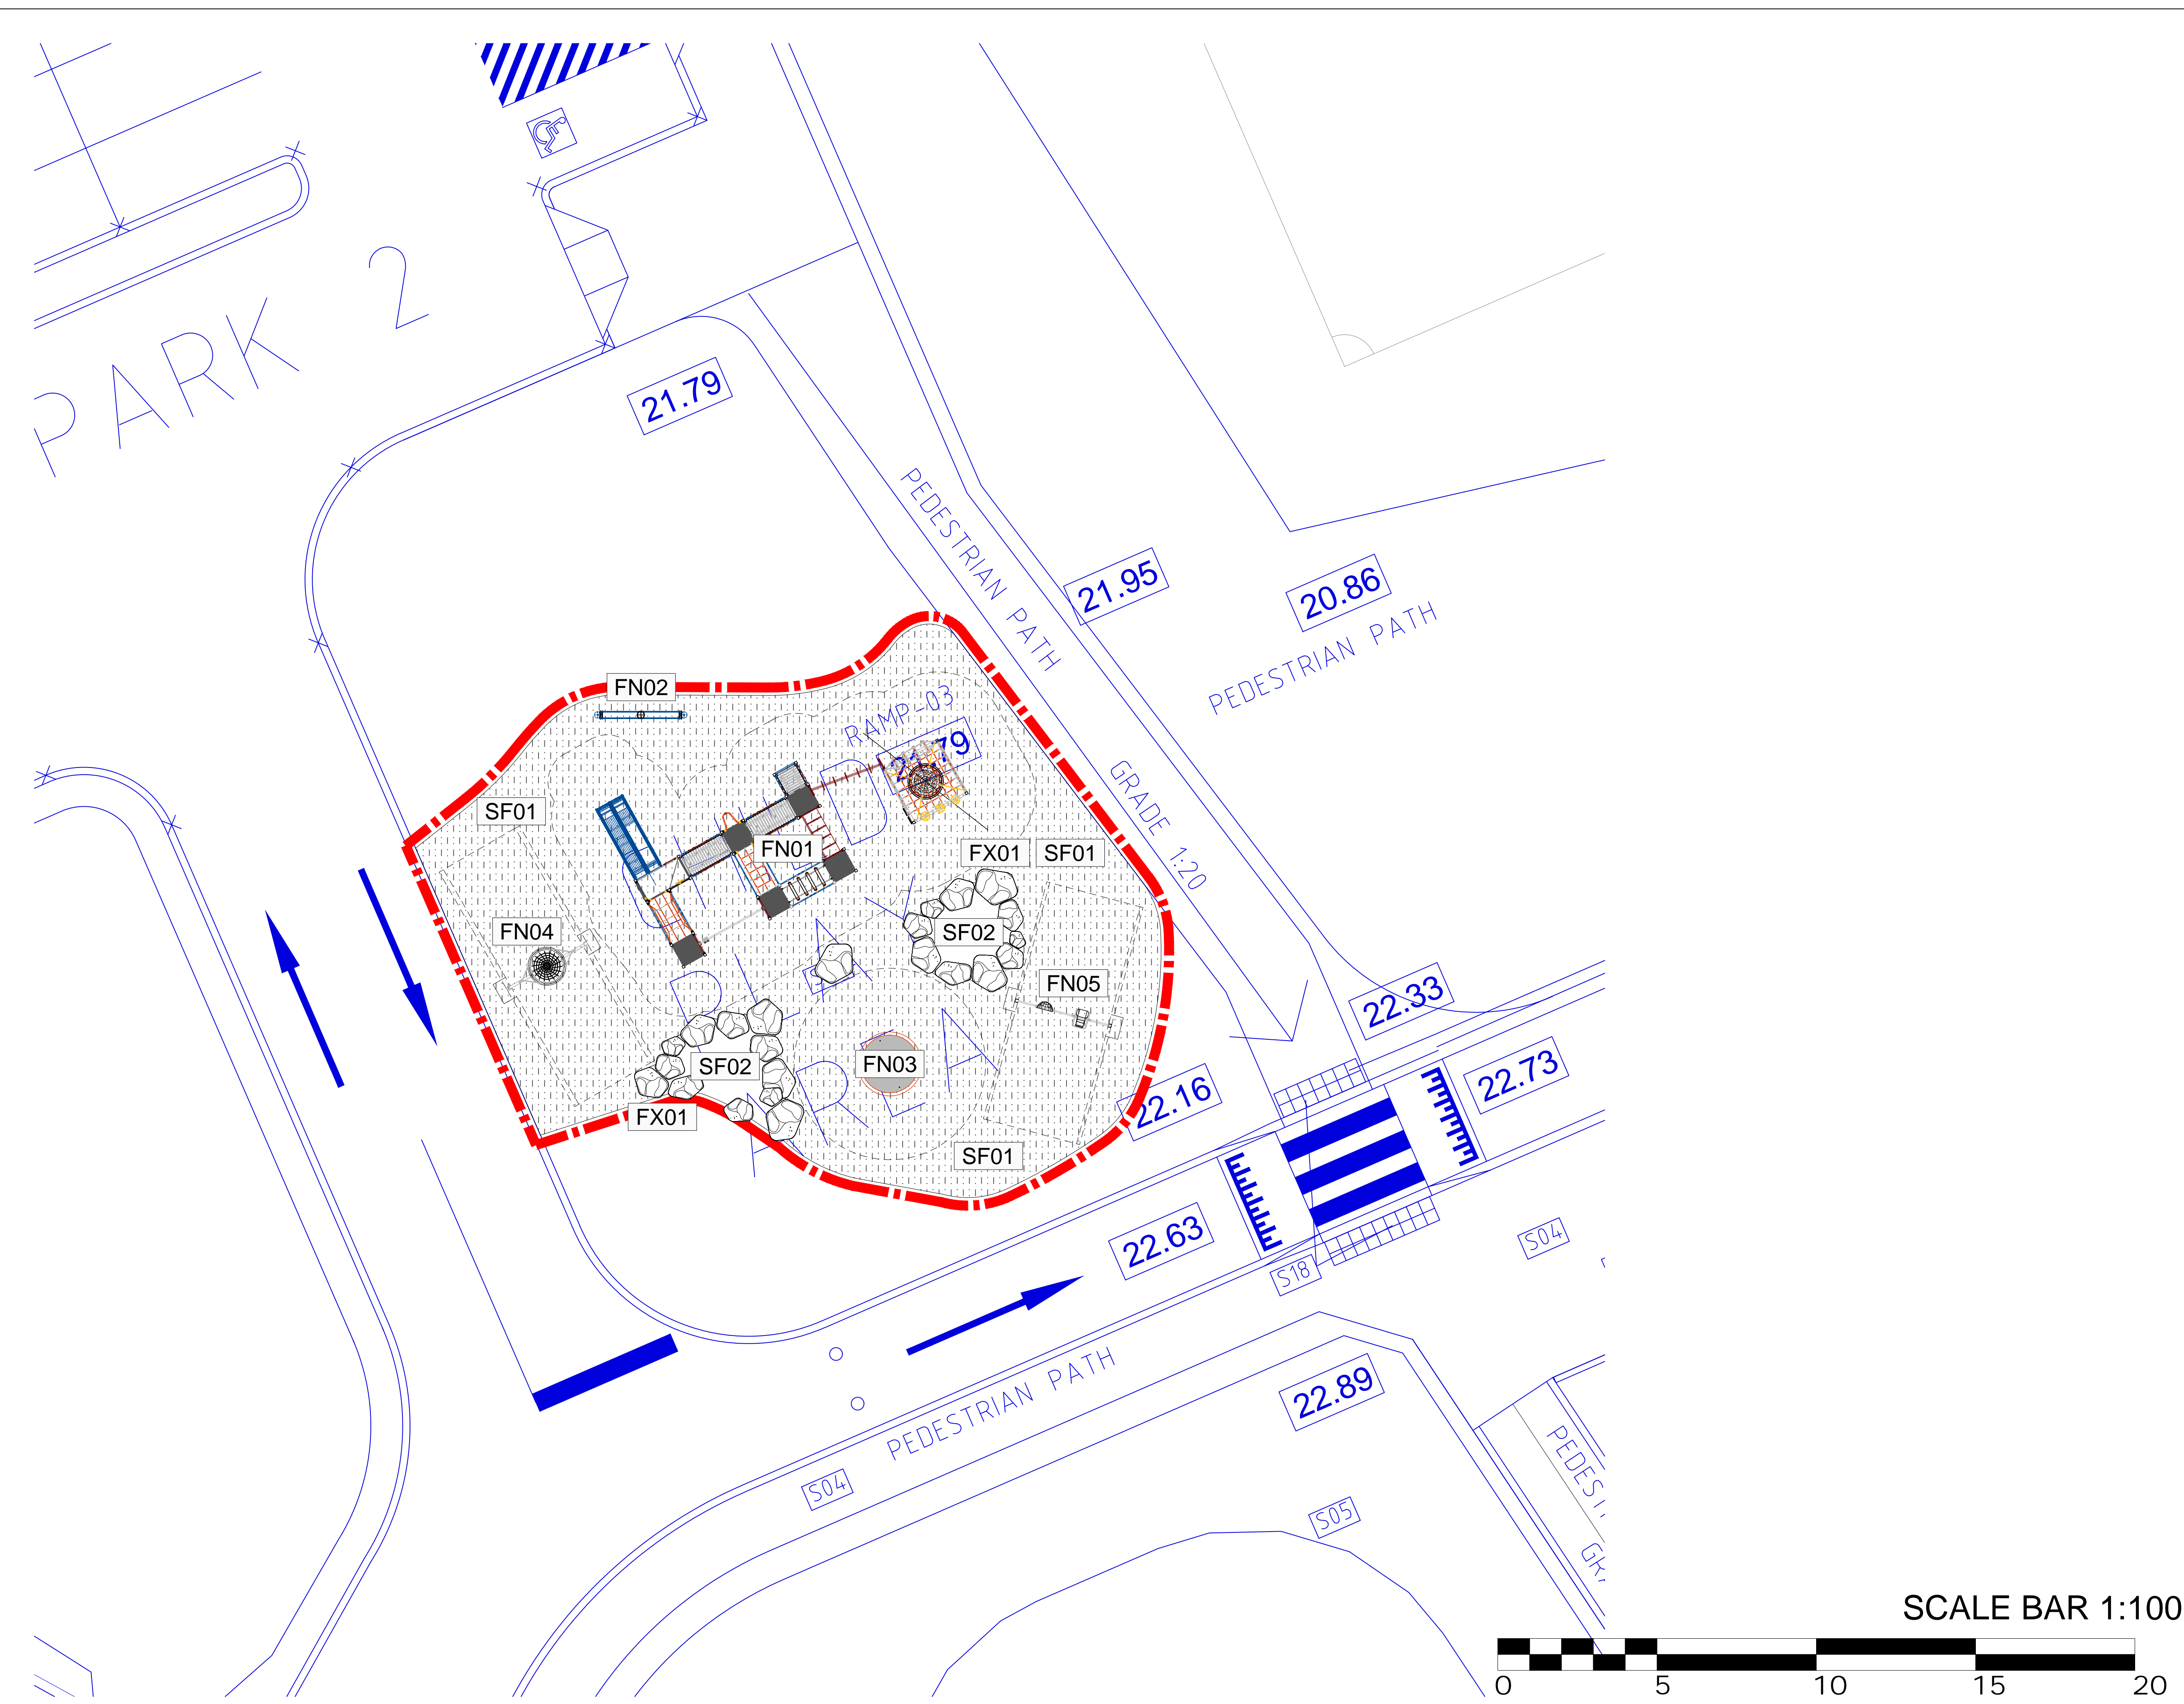 PARK 2
21.79
PEDESTRIAN PATH
21.95
20.86
PEDESTRIAN PATH
FN02
RAMP-03
GRADE 1:20
SF01
FN01
FX01
SF01
FN04
SF02
FN05
22.33
SF02
FN03
PLAY
AREA
22.73
22.16
FX01
SF01
22.63
S04
S18
PEDESTRIAN PATH
22.89
S04
S05
SCALE BAR 1:100
0 5 10 15 20